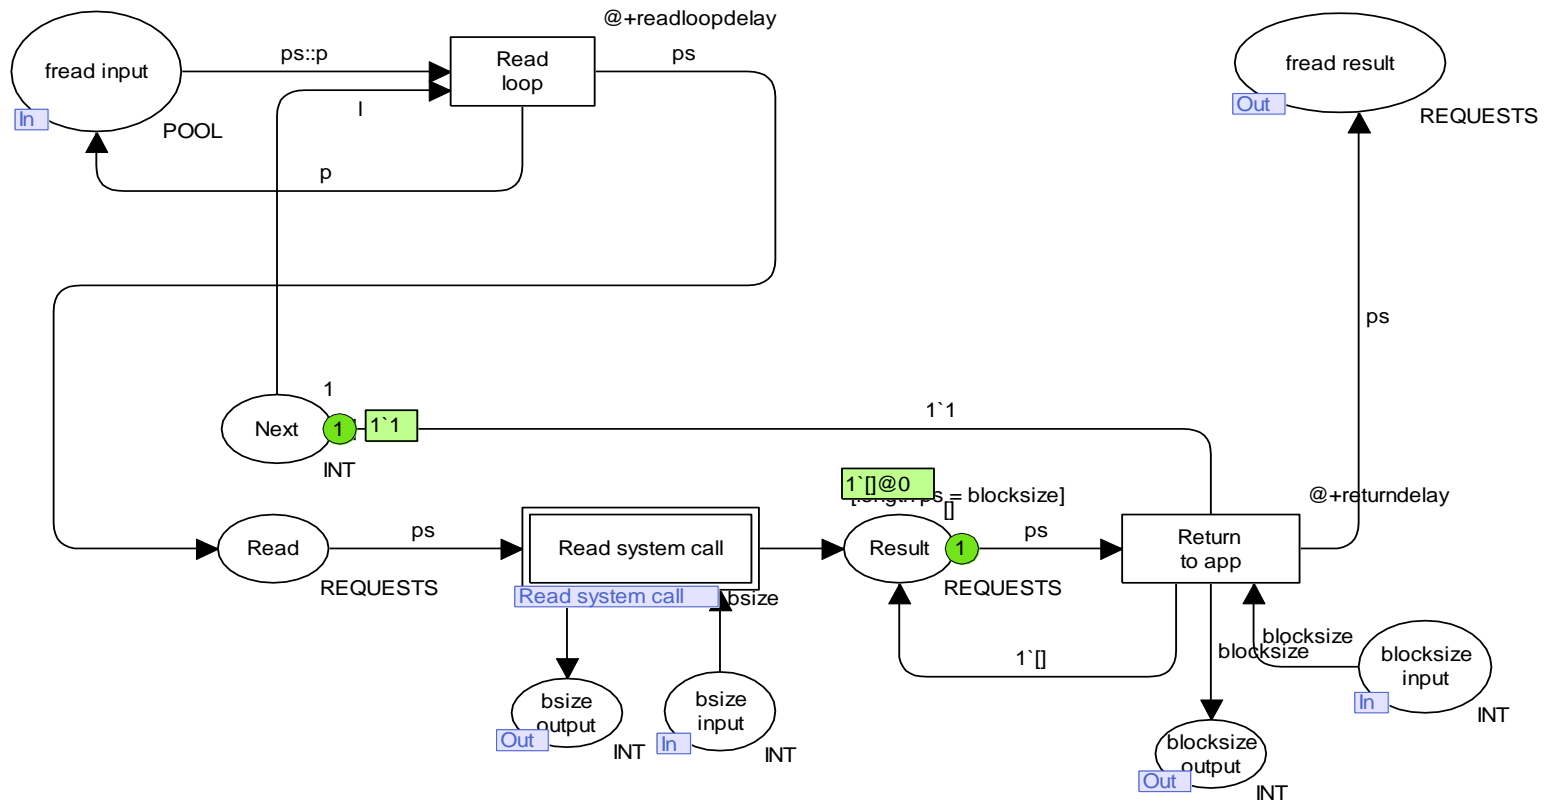 @+readloopdelay
fread input
ps::p
Read
loop
ps
fread result
In
l
POOL
Out
REQUESTS
p
ps
1
Next
1
1`1
1`1
INT
1`[]@0
ps = blocksize]
[]
@+returndelay
Read
ps
Read system call
Result
1
ps
Return
to app
REQUESTS
Read system call
bsize
REQUESTS
blocksize
blocksize
1`[]
blocksize
input
bsize
output
bsize
input
In
INT
Out
INT
In
INT
blocksize
output
Out
INT